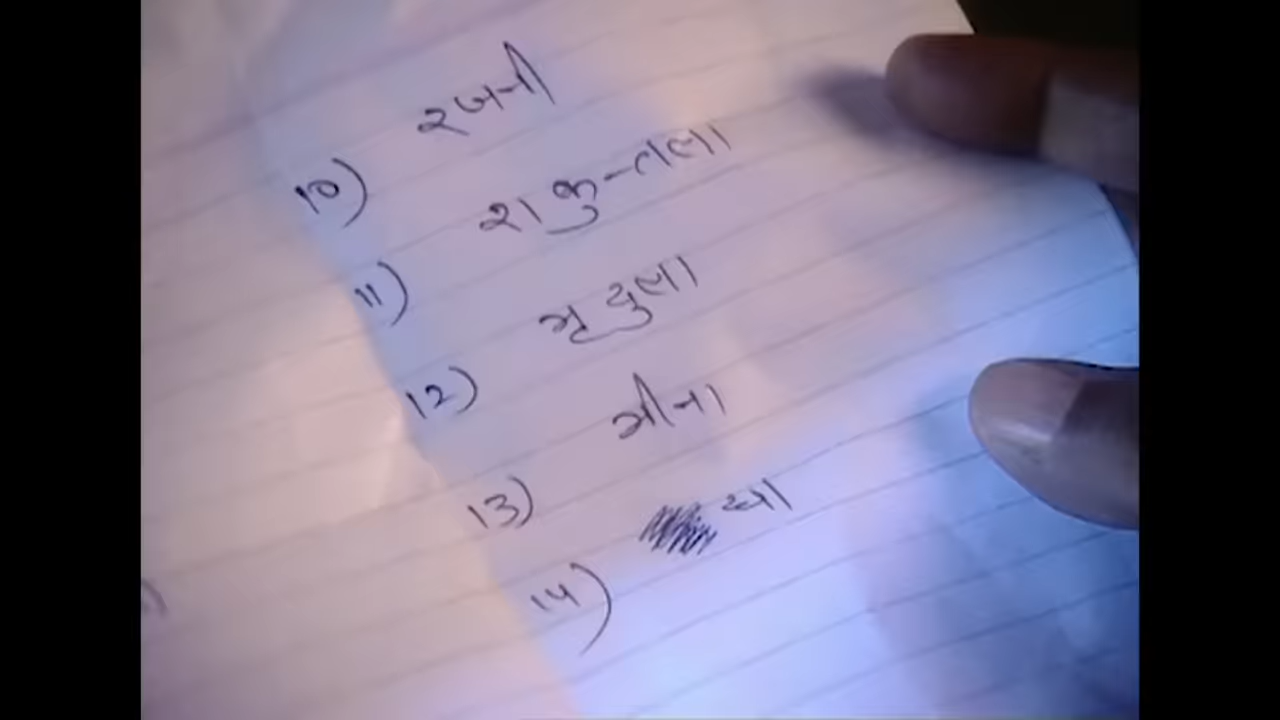 10) રજની
11) શકુન્તલા
12) મૃદુલા
13) મીના
14)